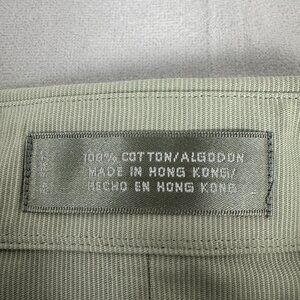 100% COTTON/ALGODON
MADE IN HONG KONG/
HECHO EN HONG KONG